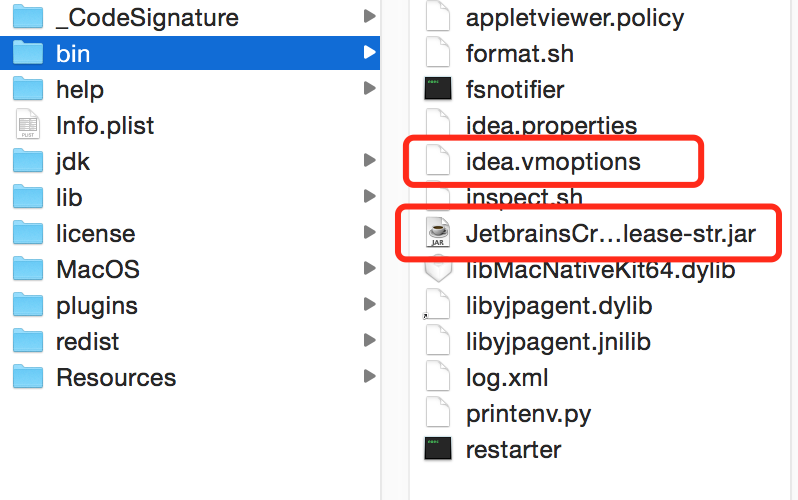 _CodeSignature
bin
help
Info.plist
jdk
lib
license
MacOS
plugins
redist
Resources
appletviewer.policy
format.sh
fsnotifier
idea.properties
idea.vmoptions
inspect.sh
JetbrainsCr...lease-str.jar
libMacNativeKit64.dylib
libyjpagent.dylib
libyjpagent.jnilib
log.xml
printenv.py
restarter